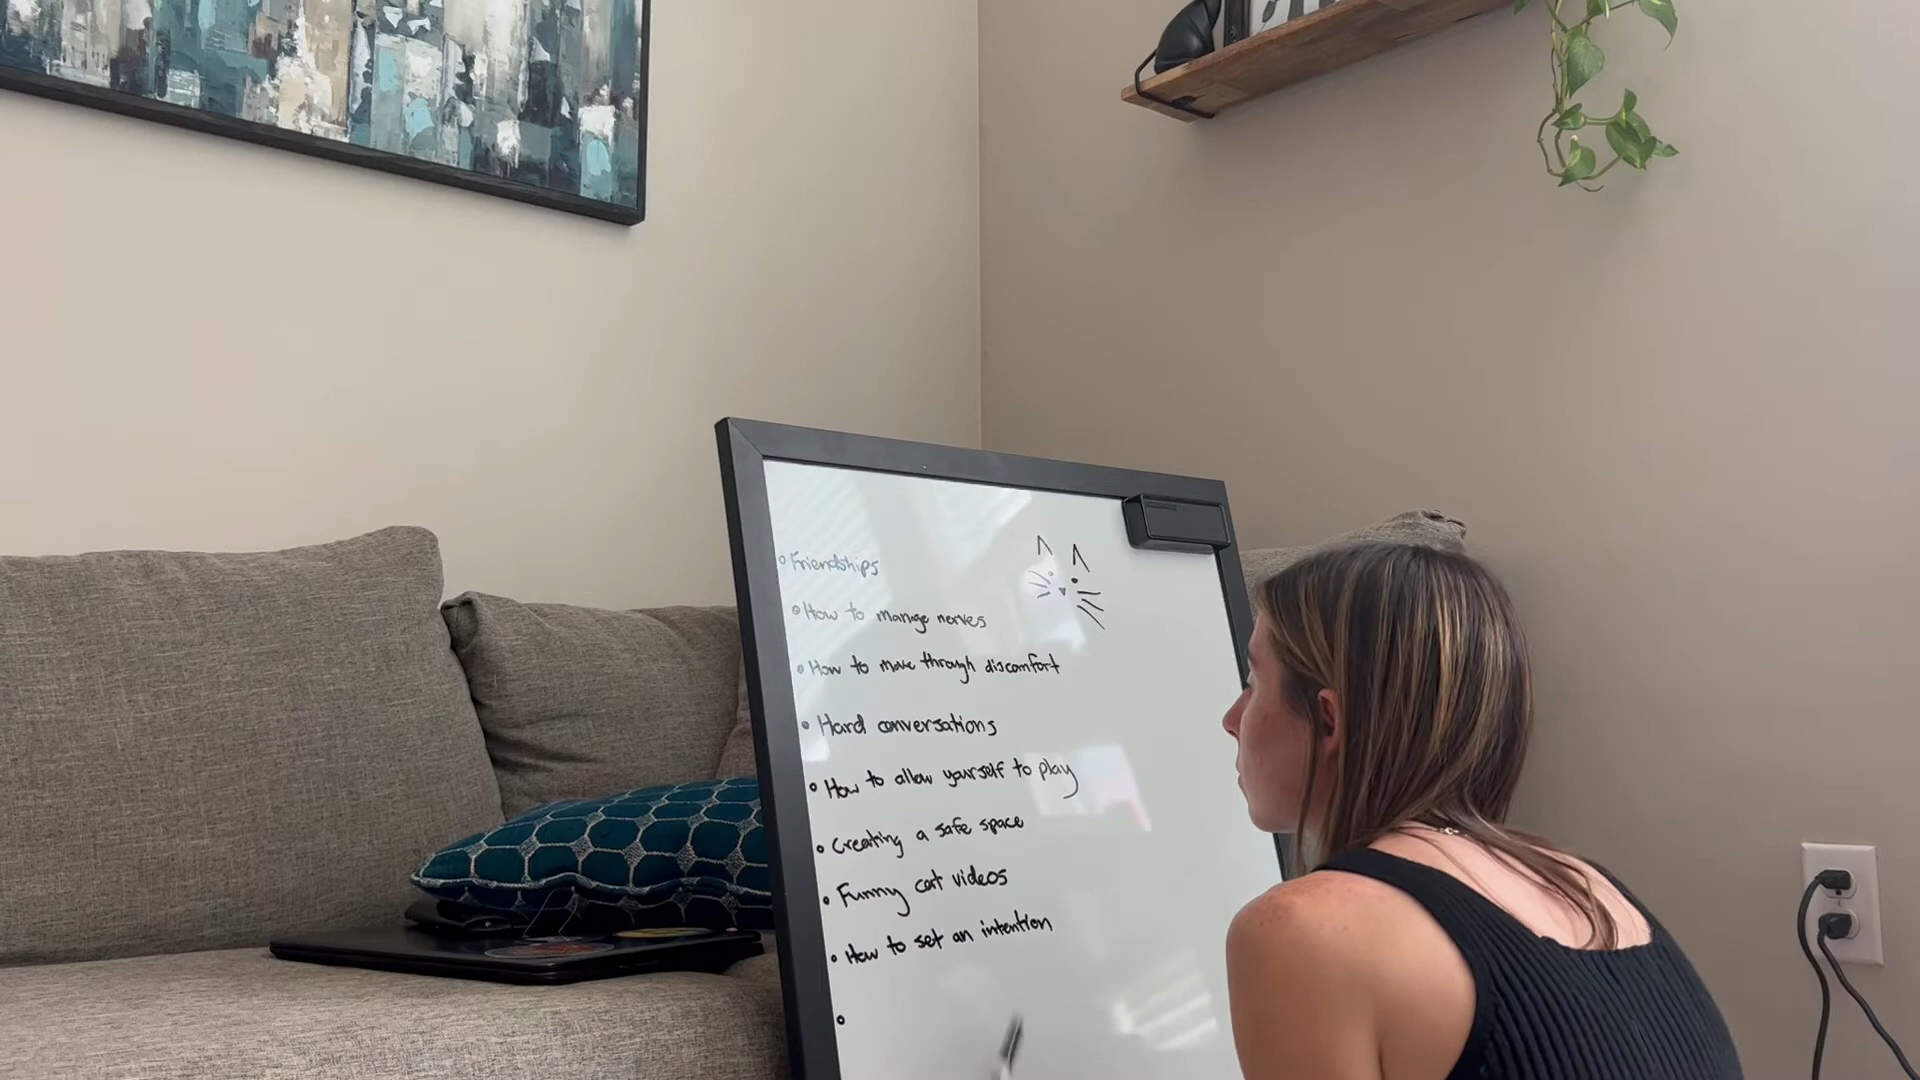 Friendships
How to manage nerves
How to move through discomfort
Hard conversations
How to allow yourself to play
Creating a safe space
Funny cat videos
How to set an intention